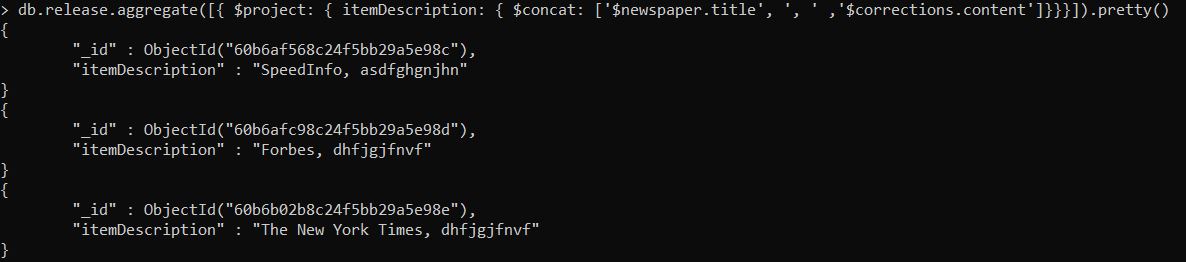 > db.release.aggregate([{ $project: { itemDescription: { $concat: ['$newspaper.title', ', ' ,'$corrections.content']}}}]).pretty()
{
        "_id" : ObjectId("60b6af568c24f5bb29a5e98c"),
        "itemDescription" : "SpeedInfo, asdfghgnjhn"
}
{
        "_id" : ObjectId("60b6afc98c24f5bb29a5e98d"),
        "itemDescription" : "Forbes, dhfjgjfnvf"
}
{
        "_id" : ObjectId("60b6b02b8c24f5bb29a5e98e"),
        "itemDescription" : "The New York Times, dhfjgjfnvf"
}